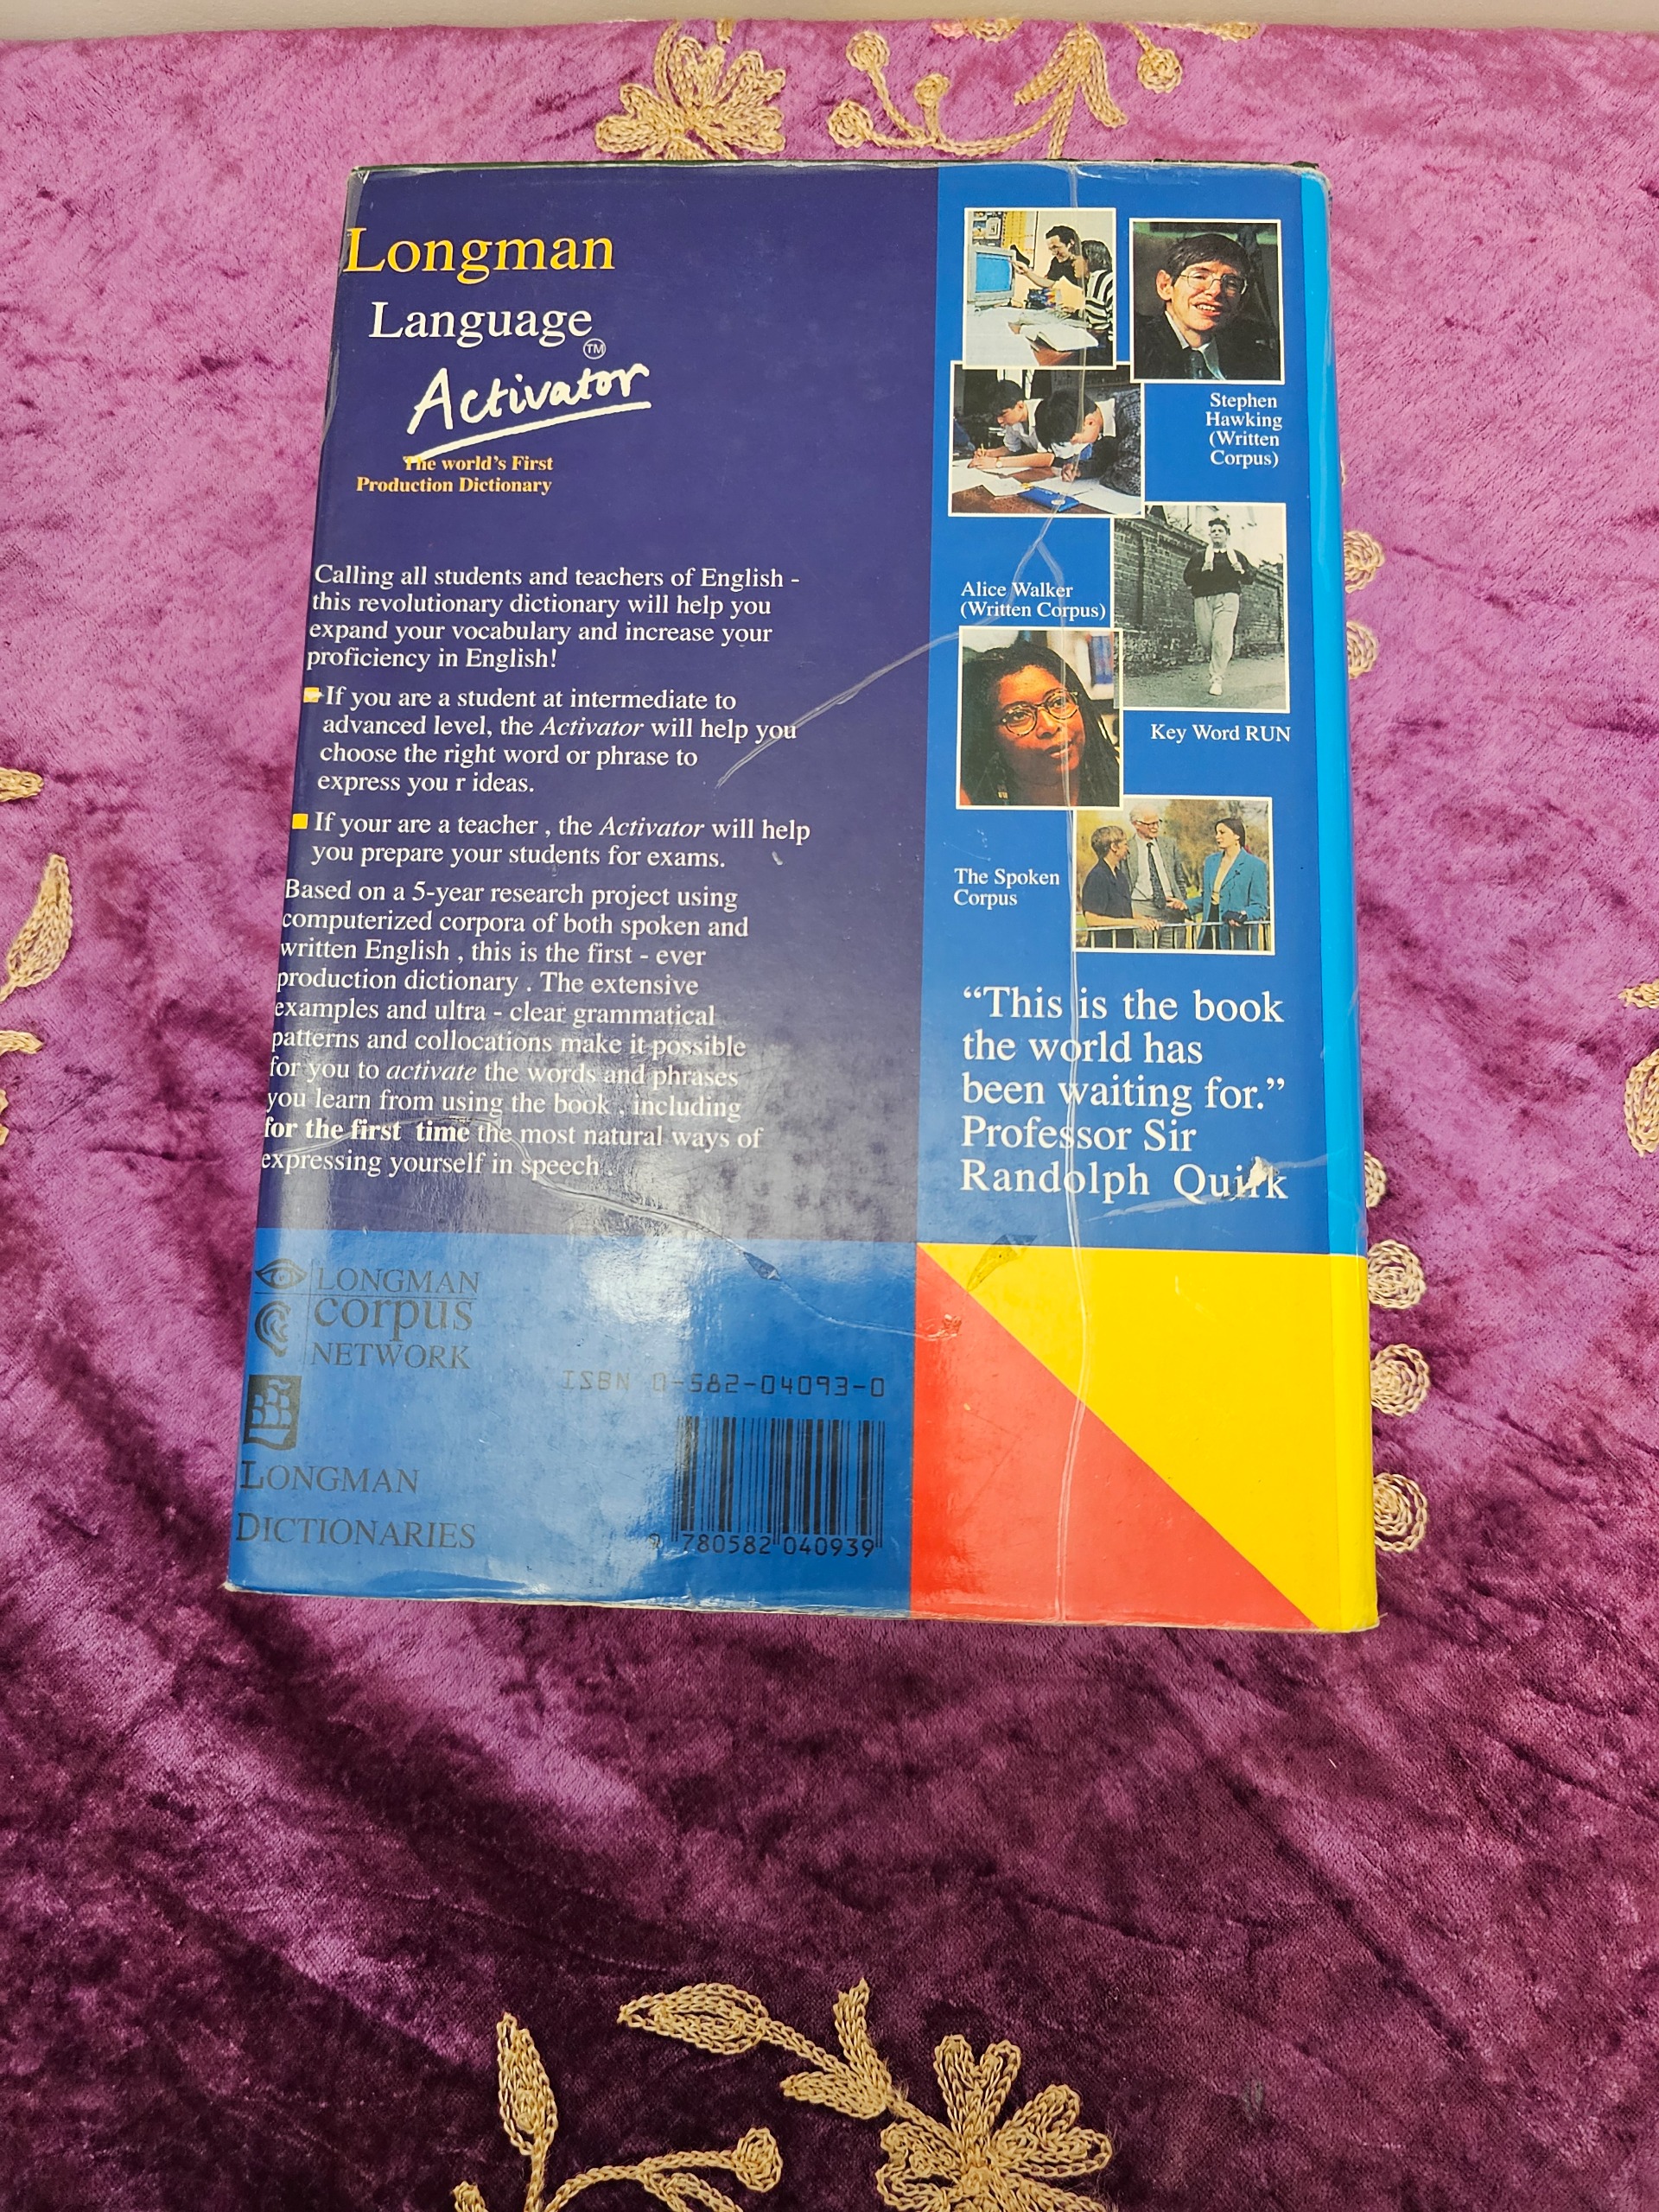 Longman
Language
TM
Activator
The world's First
Production Dictionary
Calling all students and teachers of English -
this revolutionary dictionary will help you
expand your vocabulary and increase your
proficiency in English!
If you are a student at intermediate to
advanced level, the Activator will help you
choose the right word or phrase to
express you r ideas.
If your are a teacher , the Activator will help
you prepare your students for exams.
Based on a 5-year research project using
computerized corpora of both spoken and
written English , this is the first - ever
production dictionary . The extensive
examples and ultra - clear grammatical
patterns and collocations make it possible
for you to activate the words and phrases
you learn from using the book , including
for the first time the most natural ways of
expressing yourself in speech .
LONGMAN
corpus
NETWORK
LONGMAN
DICTIONARIES
ISBN 0-582-04093-0
9 780582 040939
Stephen
Hawking
(Written
Corpus)
Alice Walker
(Written Corpus)
Key Word RUN
The Spoken
Corpus
“This is the book
the world has
been waiting for.”
Professor Sir
Randolph Quirk